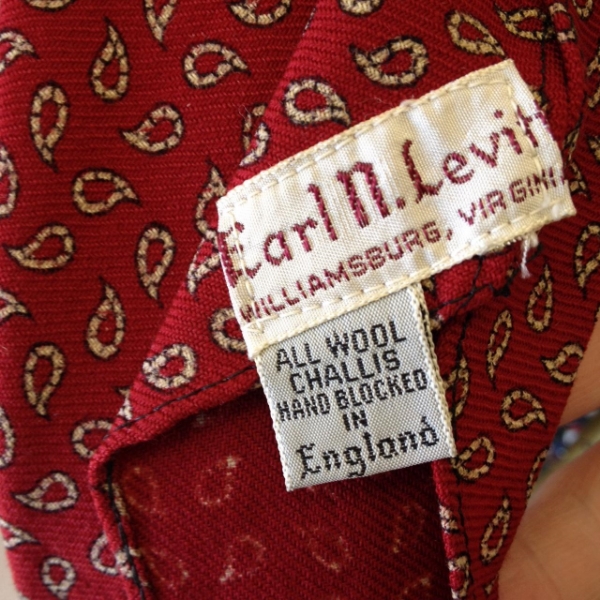 Earl N. Levitt
WILLIAMSBURG, VIRGINIA
ALL WOOL
CHALLIS
HAND BLOCKED
IN
England